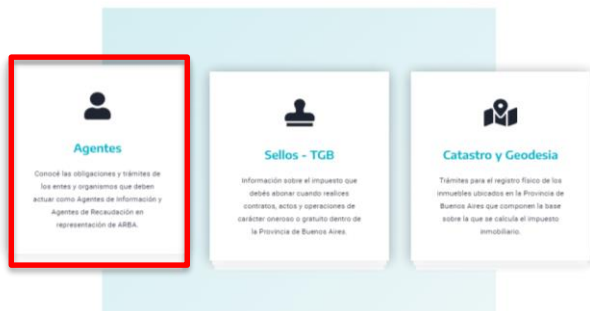 Agentes
Conocé las obligaciones y trámites de
los entes y organismos que deben
actuar como Agentes de Información y
Agentes de Recaudación en
representación de ARBA.
Sellos - TGB
Información sobre el impuesto que
debés abonar cuando realices
contratos, actos y operaciones de
carácter oneroso o gratuito dentro de
la Provincia de Buenos Aires.
Catastro y Geodesia
Trámites para el registro físico de los
inmuebles ubicados en la Provincia de
Buenos Aires que componen la base
sobre la que se calcula el impuesto
inmobiliario.